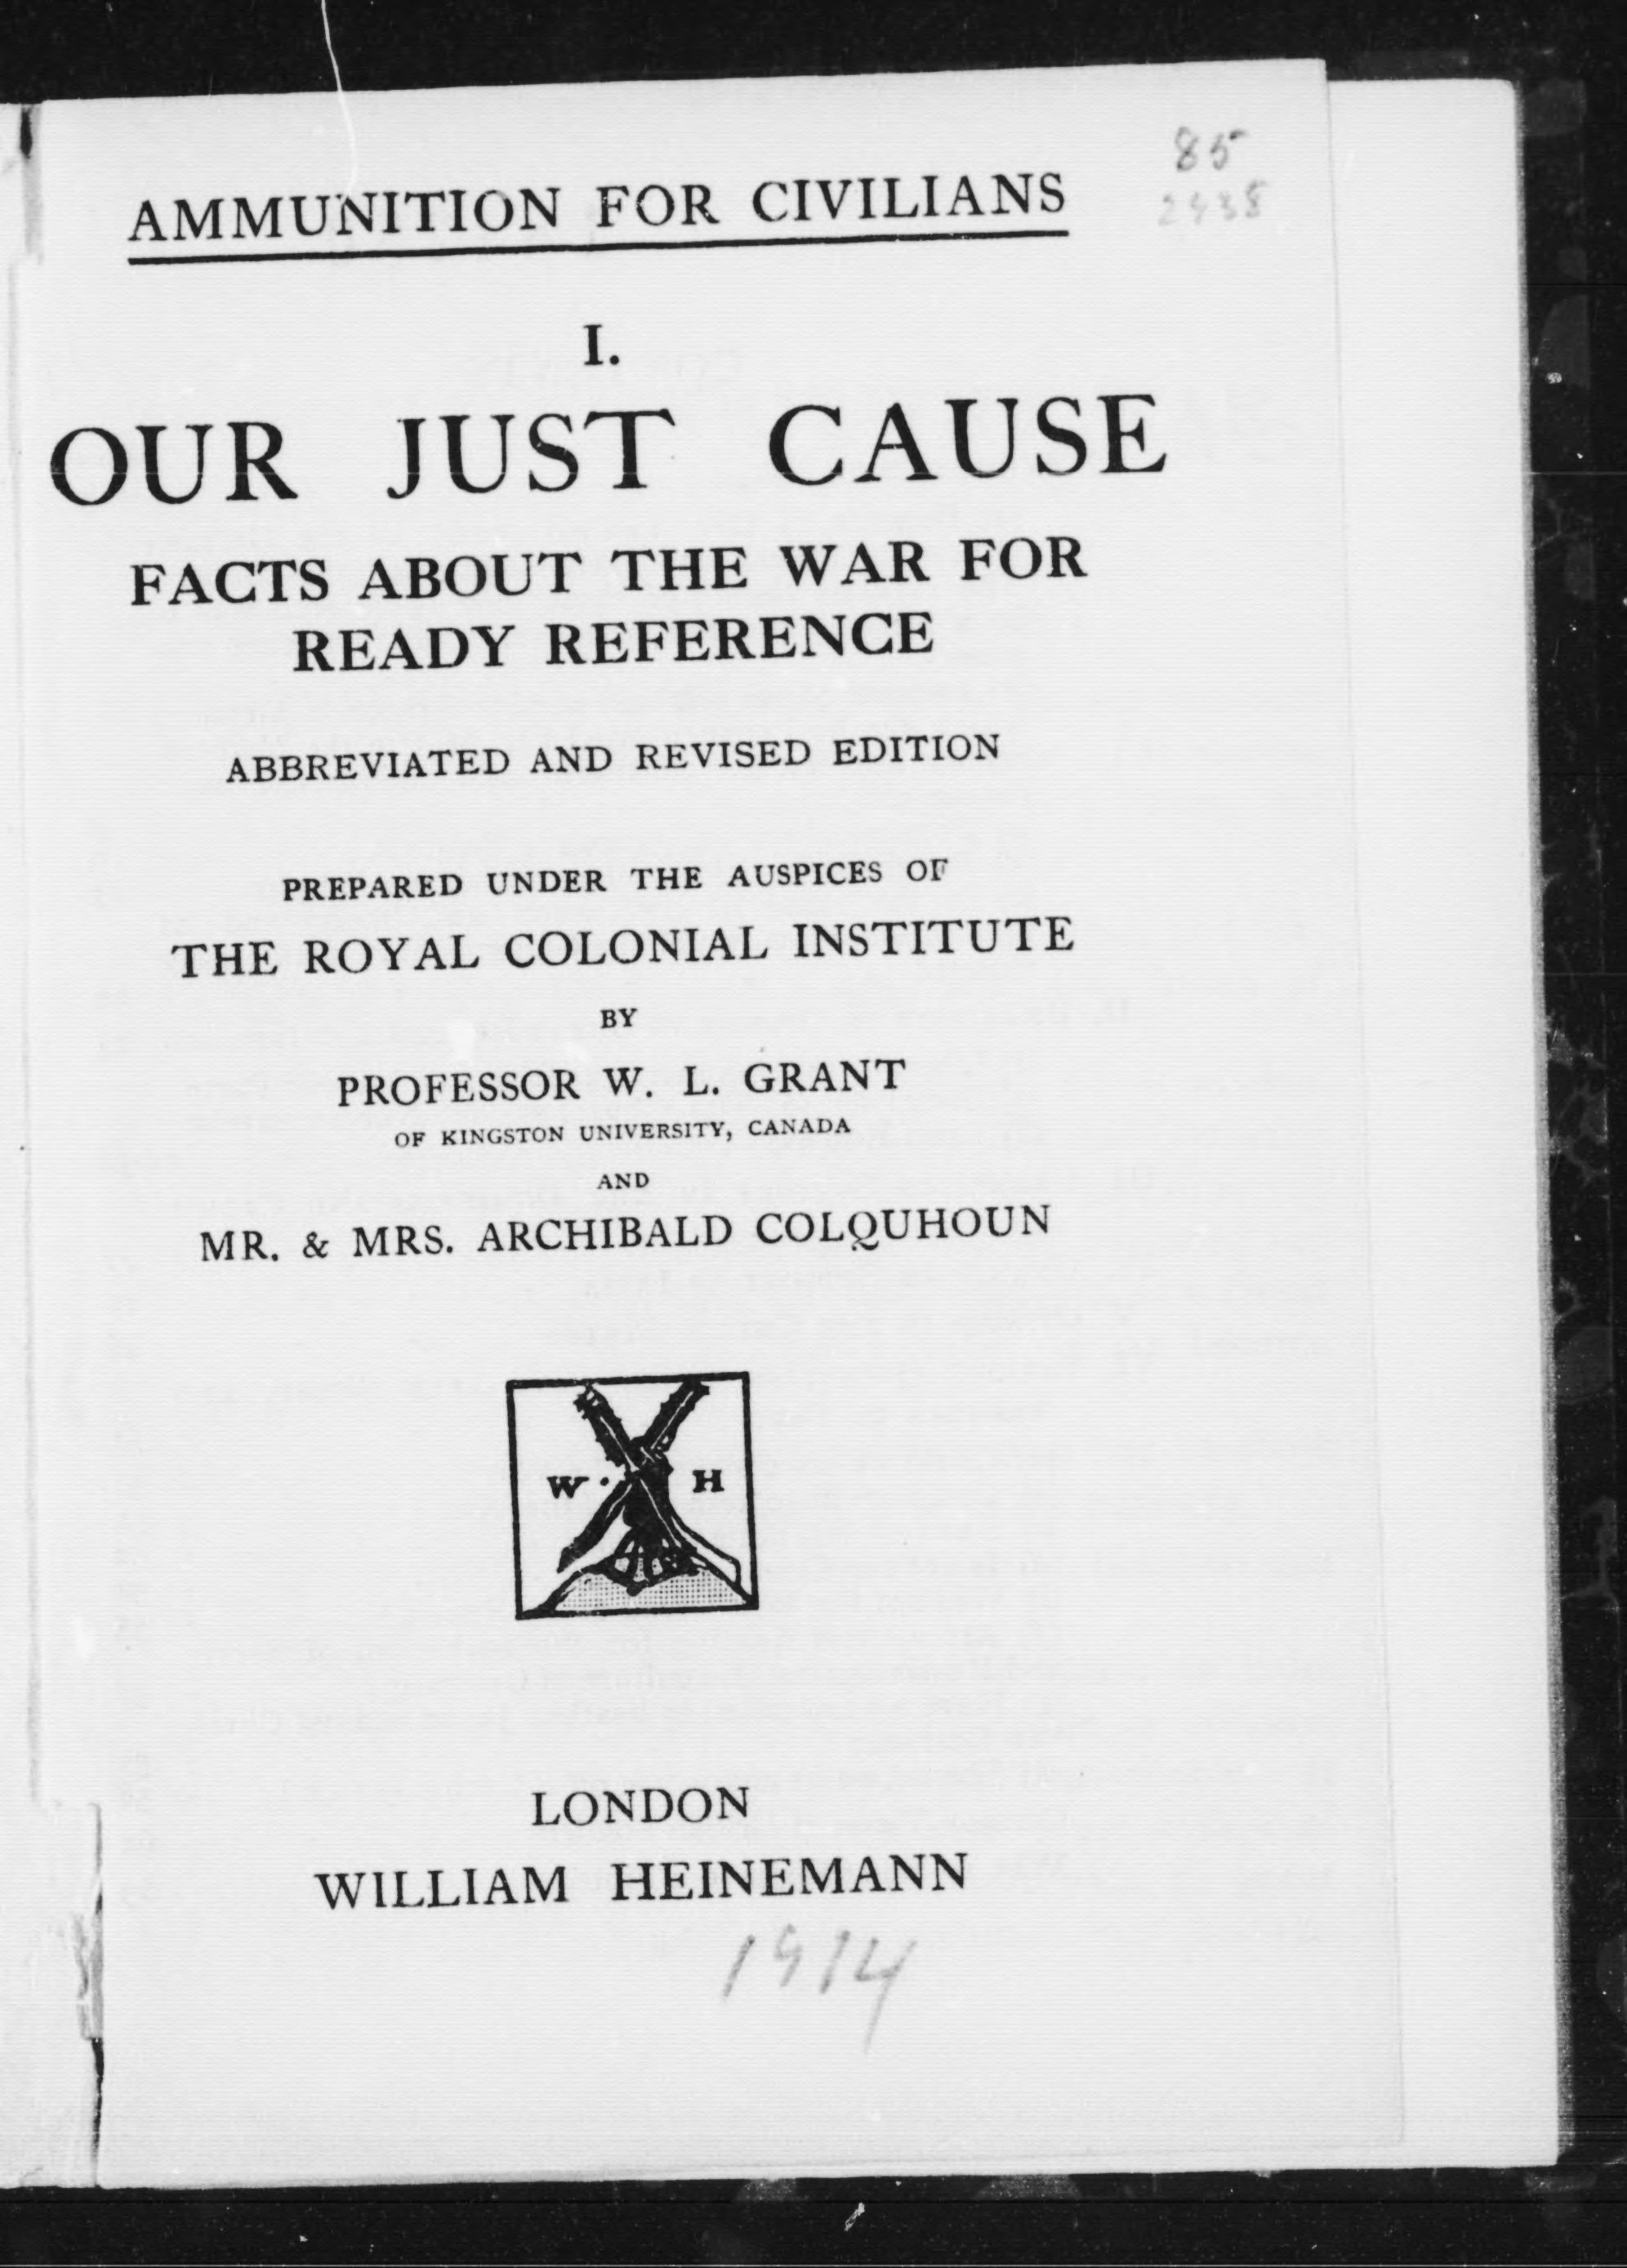 85
2438
AMMUNITION FOR CIVILIANS
I.
OUR JUST CAUSE
FACTS ABOUT THE WAR FOR
READY REFERENCE
ABBREVIATED AND REVISED EDITION
PREPARED UNDER THE AUSPICES OF
THE ROYAL COLONIAL INSTITUTE
BY
PROFESSOR W. L. GRANT
OF KINGSTON UNIVERSITY, CANADA
AND
MR. & MRS. ARCHIBALD COLQUHOUN
W · H
LONDON
WILLIAM HEINEMANN
1914